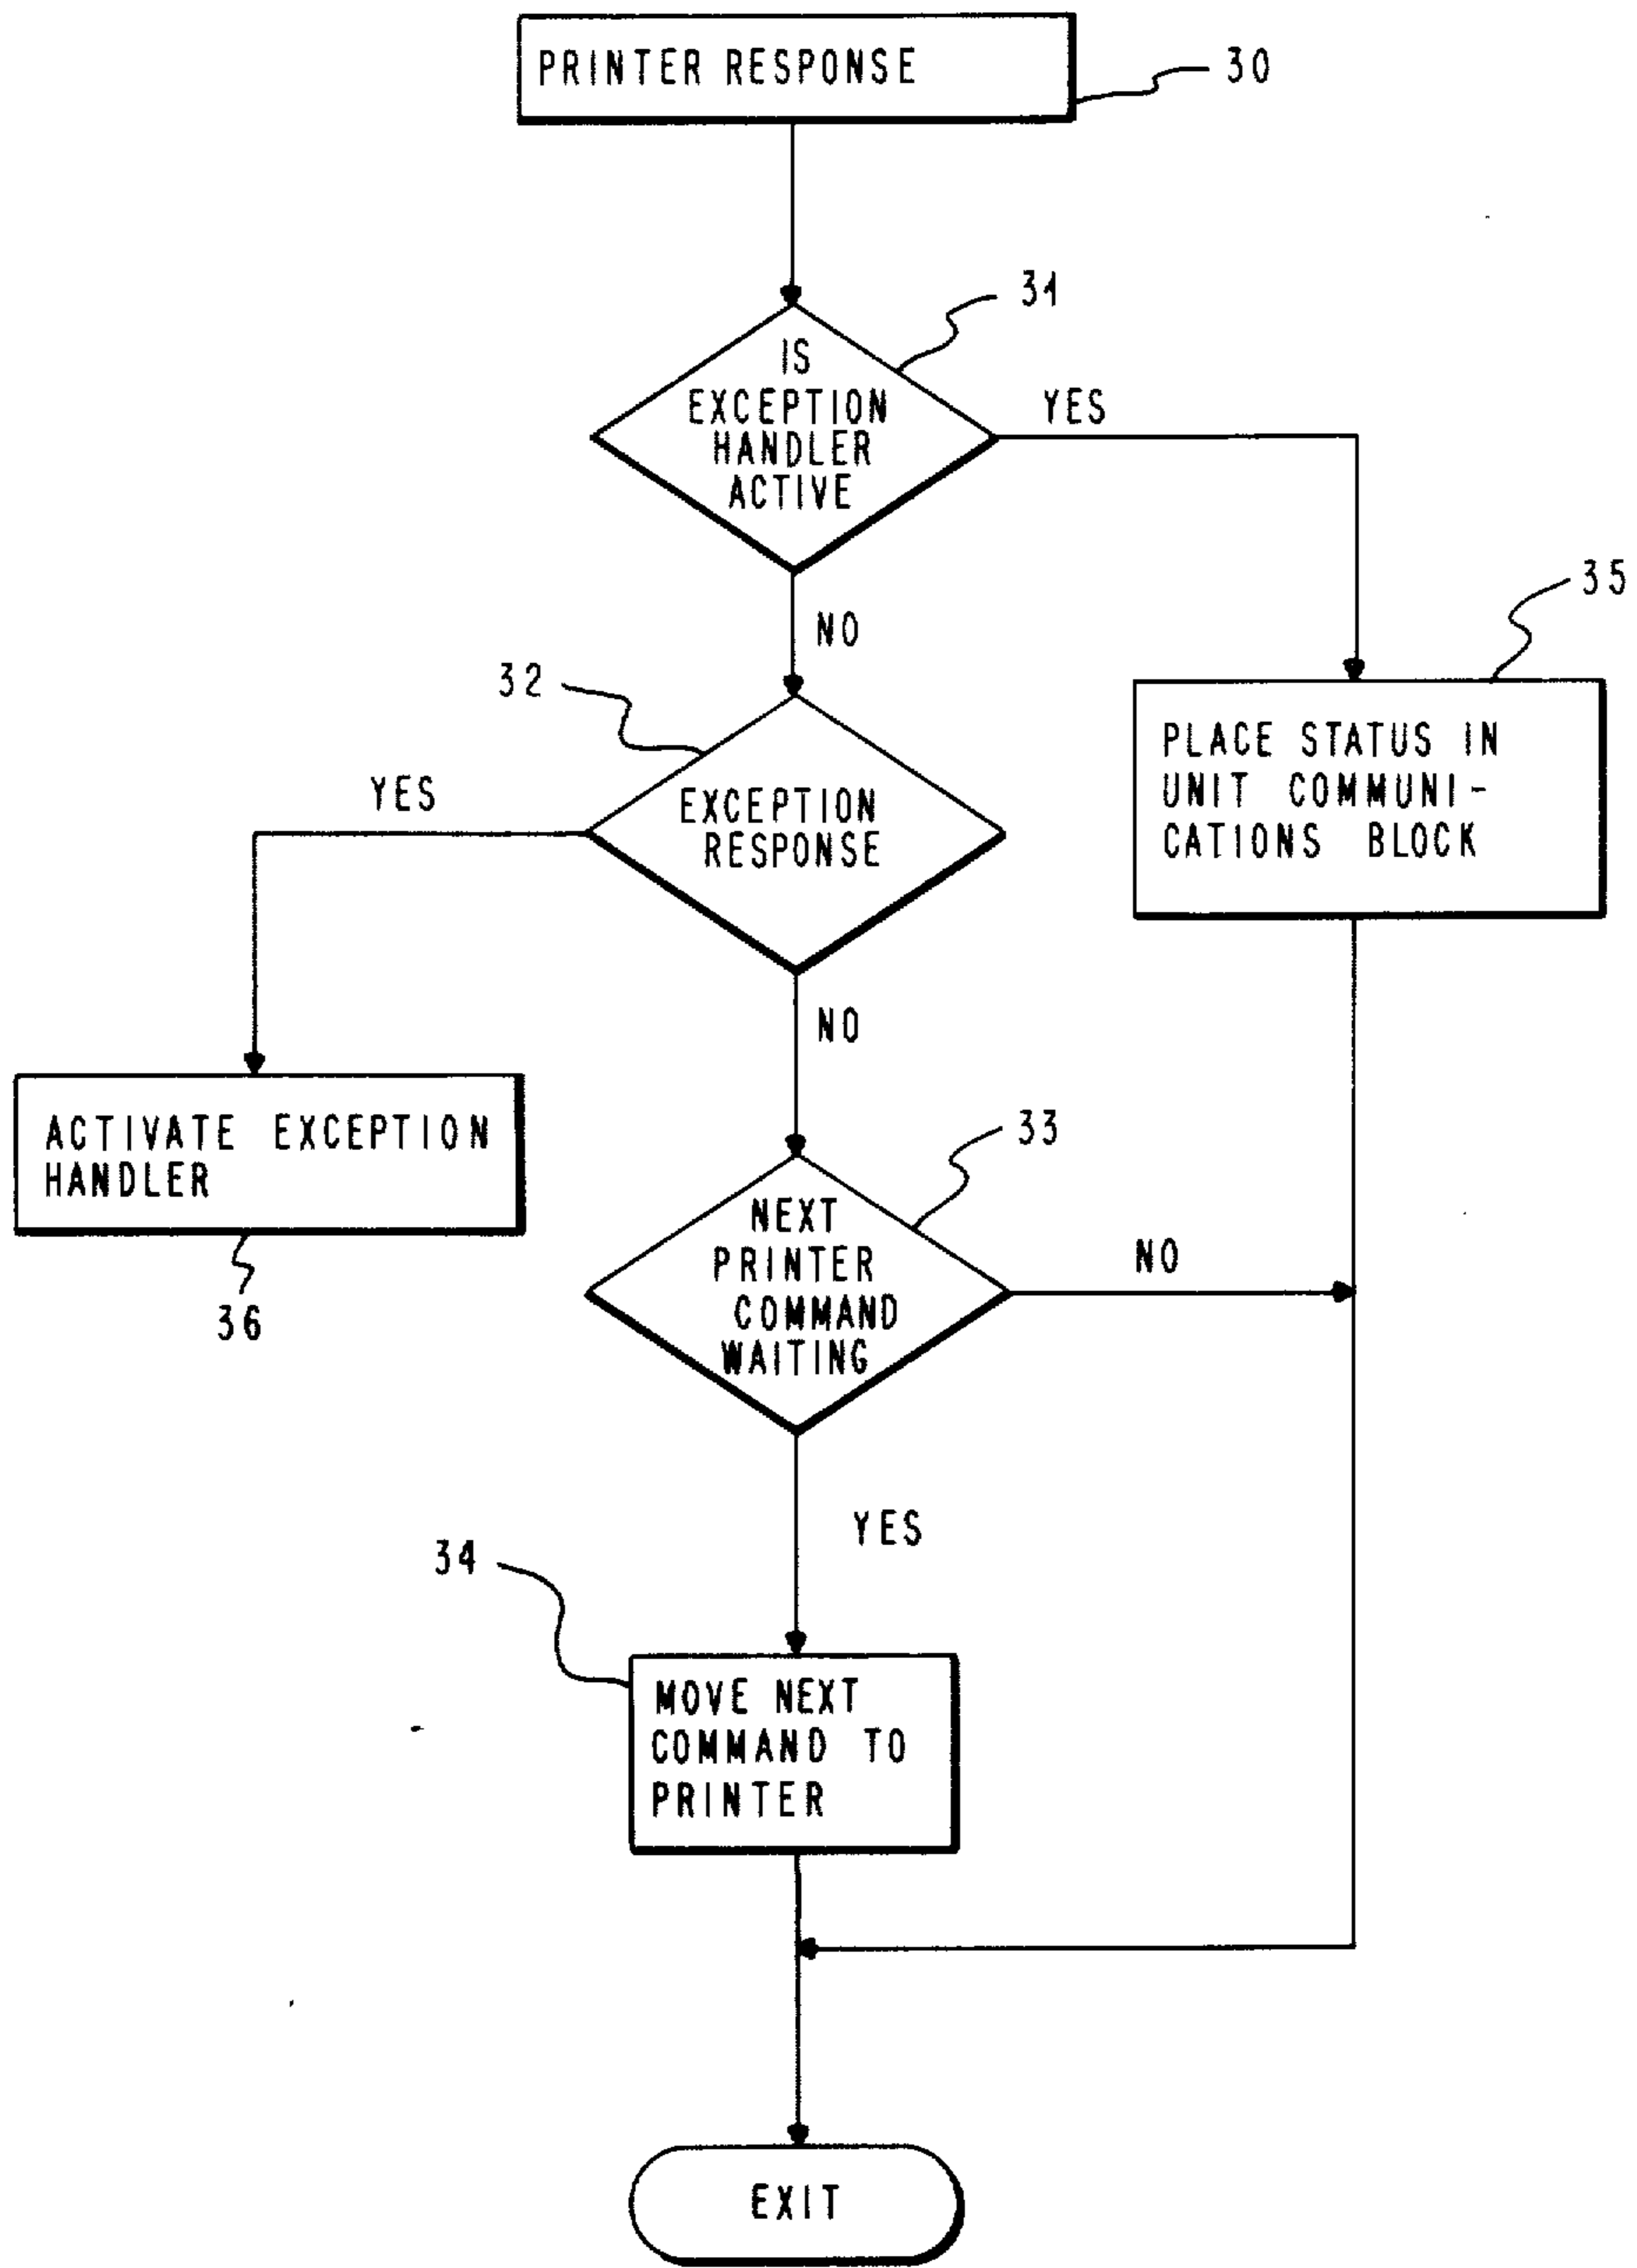 PRINTER RESPONSE
30
31
IS
EXCEPTION
HANDLER
ACTIVE
YES
NO
35
PLACE STATUS IN
UNIT COMMUNI-
CATIONS BLOCK
32
YES
EXCEPTION
RESPONSE
NO
ACTIVATE EXCEPTION
HANDLER
36
33
NEXT
PRINTER
COMMAND
WAITING
NO
YES
34
MOVE NEXT
COMMAND TO
PRINTER
EXIT